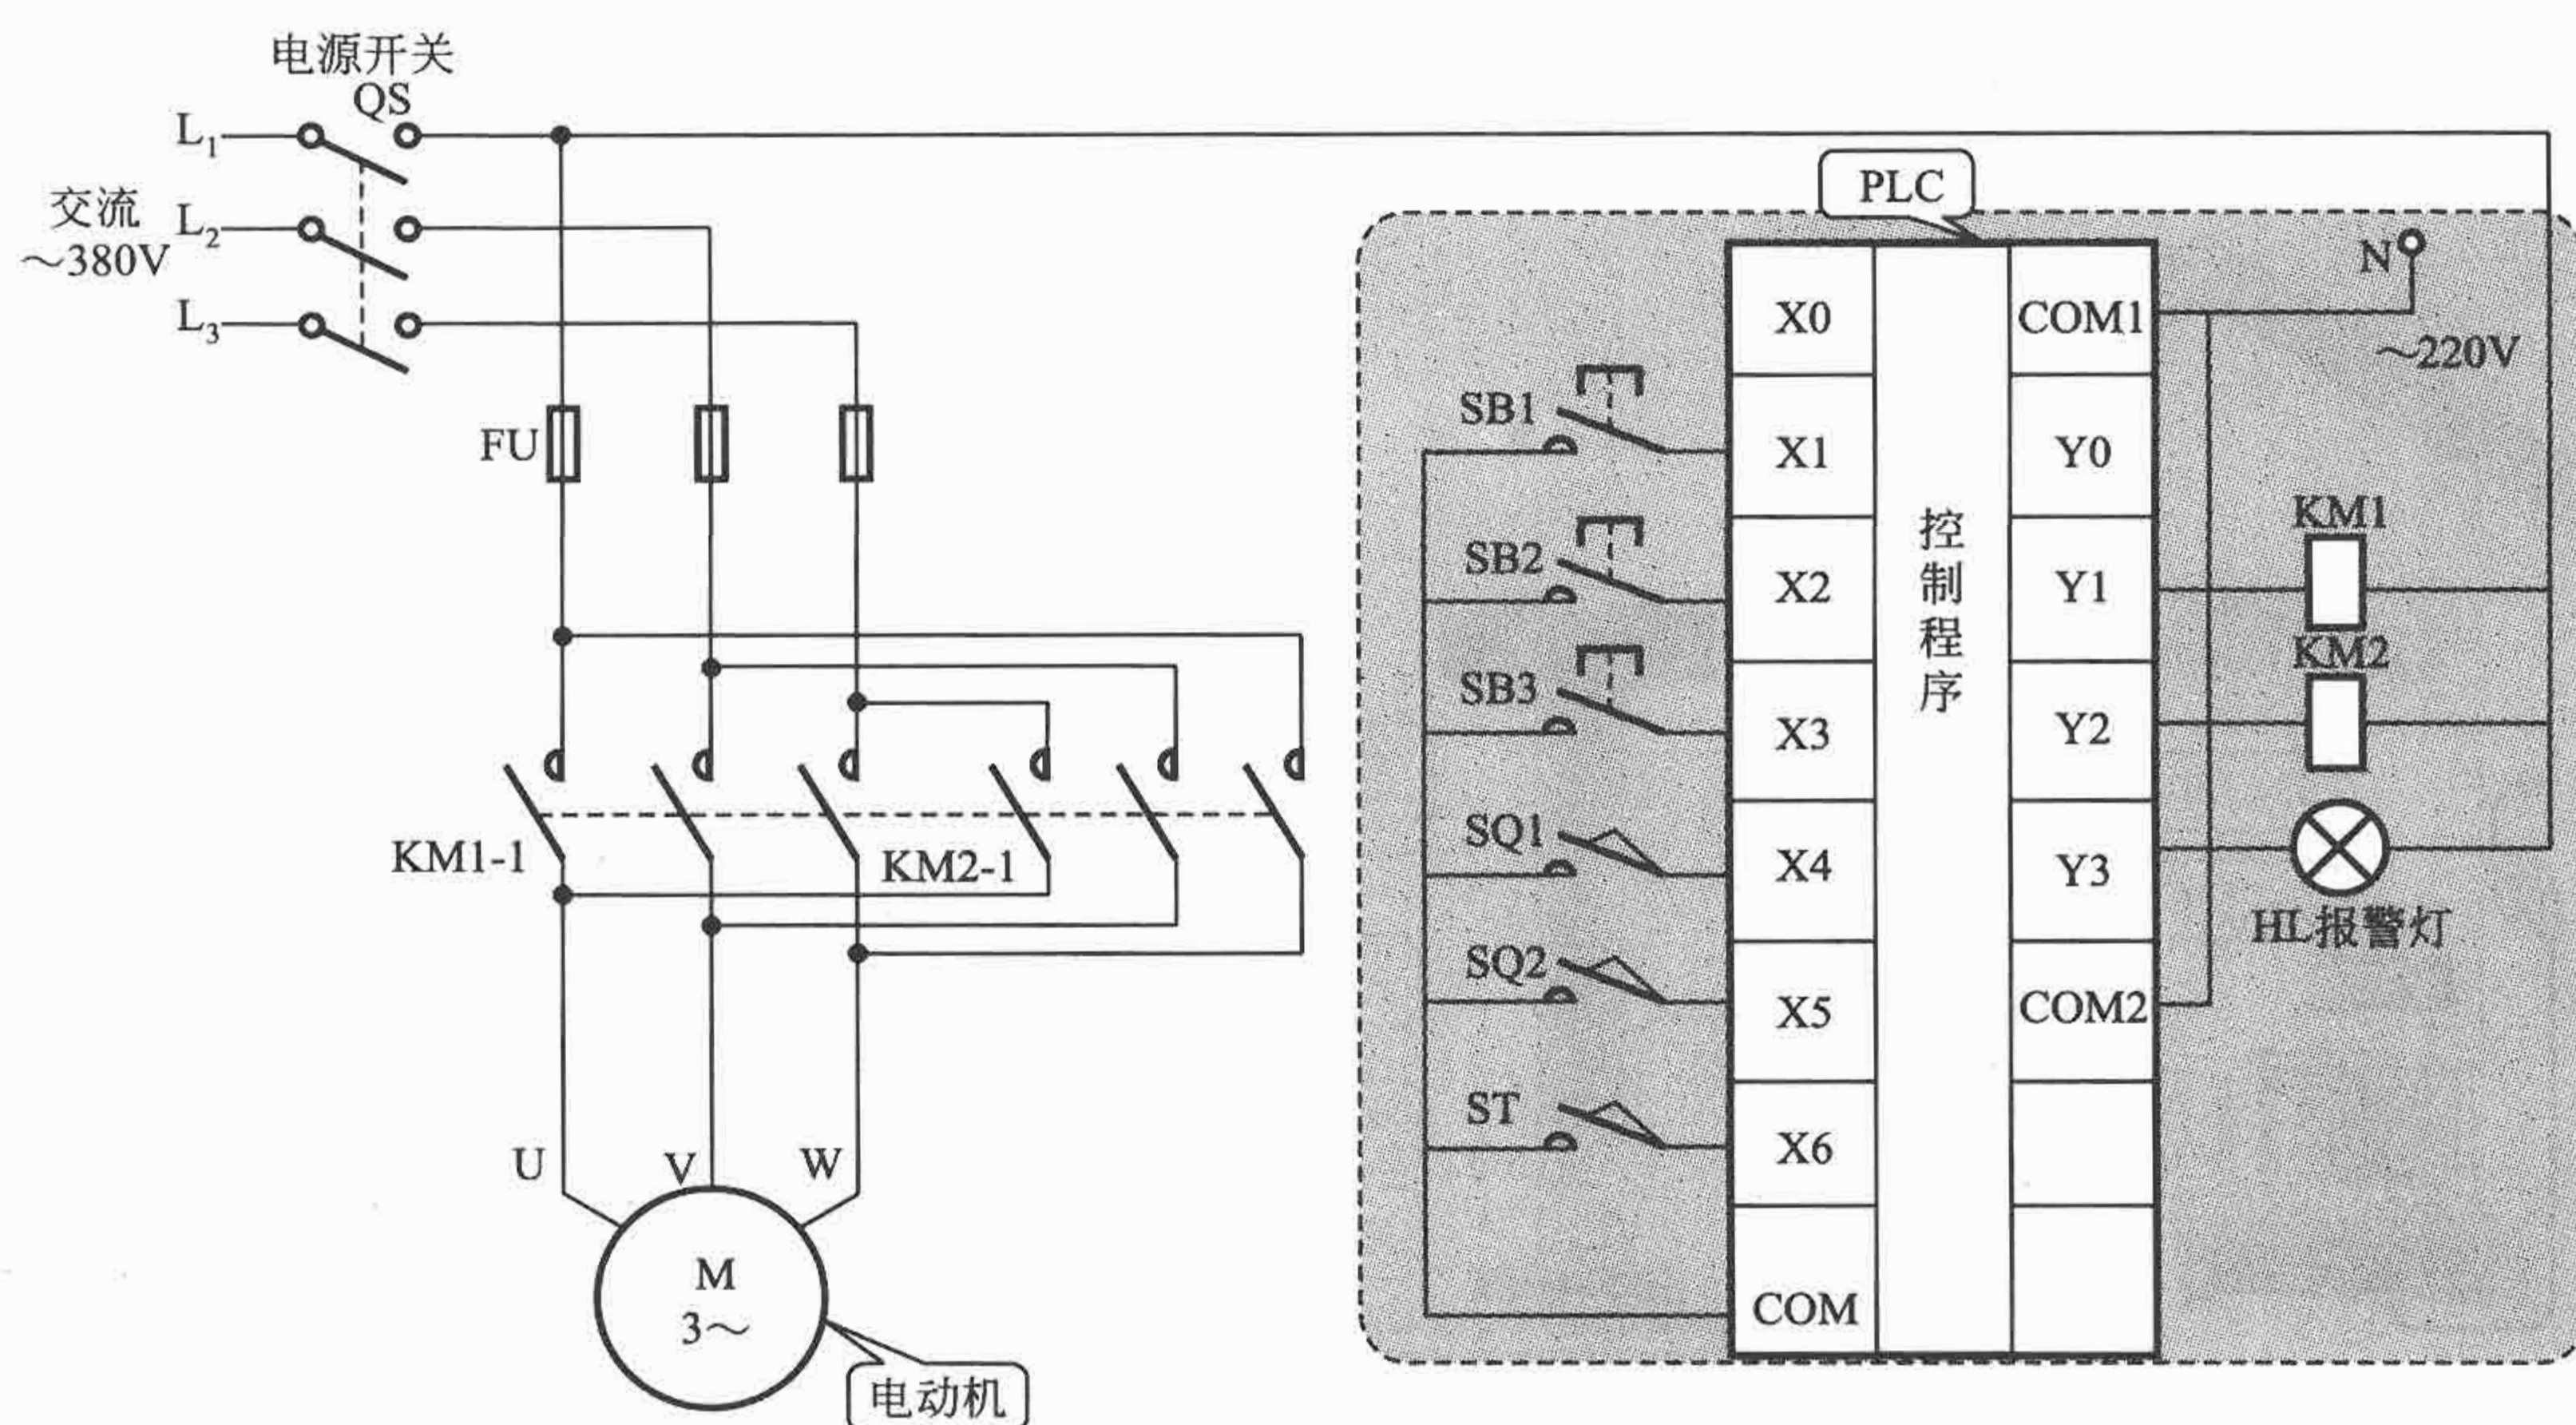 电源开关
QS
L₁
交流
～380V
L₂
L₃
FU
KM1-1
KM2-1
U
V
W
M
3～
电动机
PLC
SB1
SB2
SB3
SQ1
SQ2
ST
X0
X1
X2
X3
X4
X5
X6
COM
控制程序
COM1
Y0
Y1
Y2
Y3
COM2
N
～220V
KM1
KM2
HL报警灯